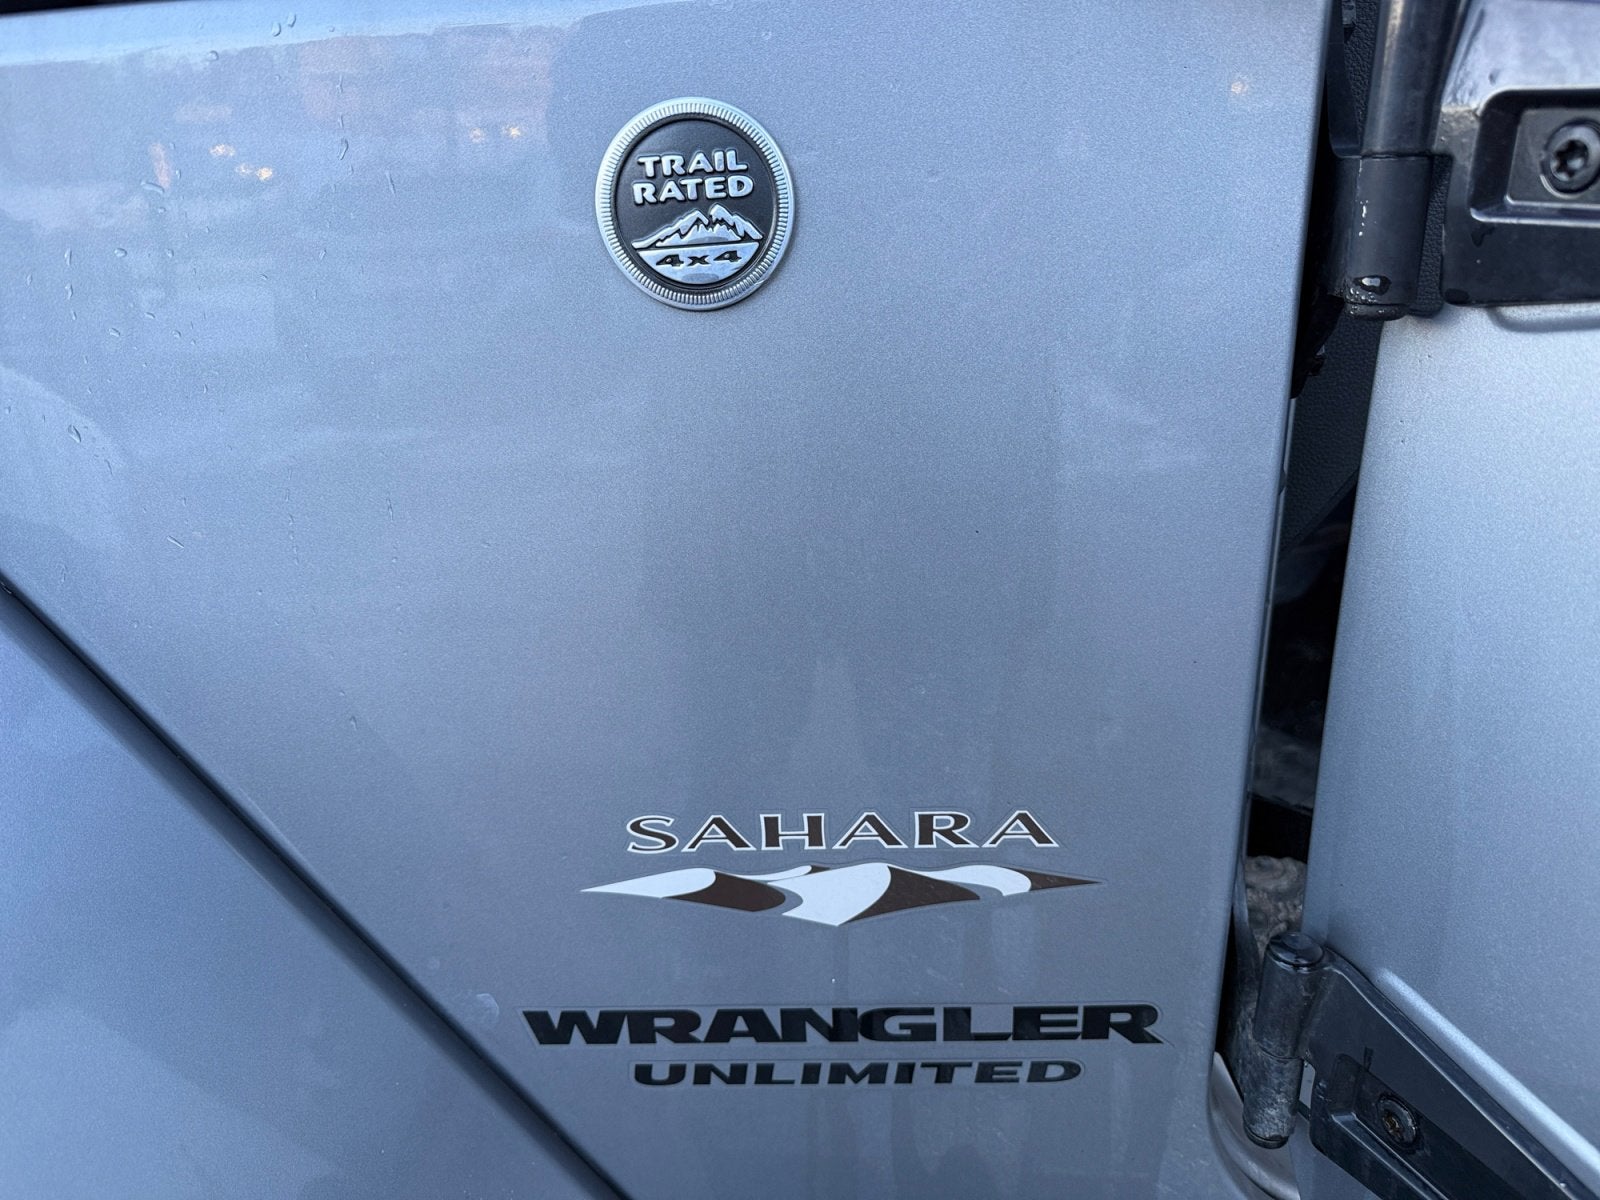 TRAIL
RATED
4x4
SAHARA
WRANGLER
UNLIMITED